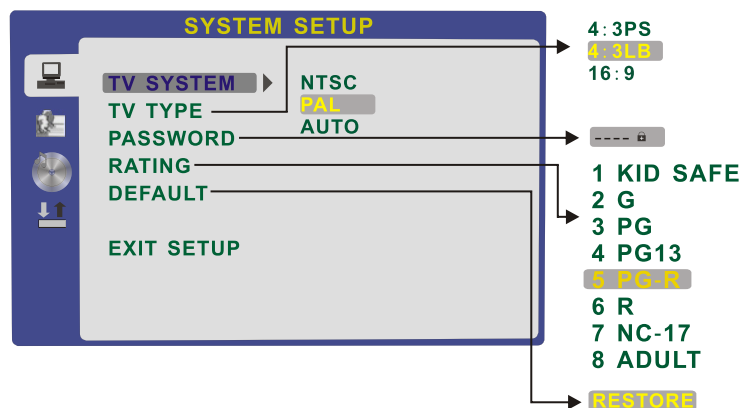 SYSTEM SETUP
TV SYSTEM
TV TYPE
PASSWORD
RATING
DEFAULT
EXIT SETUP
NTSC
PAL
AUTO
4:3PS
4:3LB
16:9
----
1 KID SAFE
2 G
3 PG
4 PG13
5 PG-R
6 R
7 NC-17
8 ADULT
RESTORE